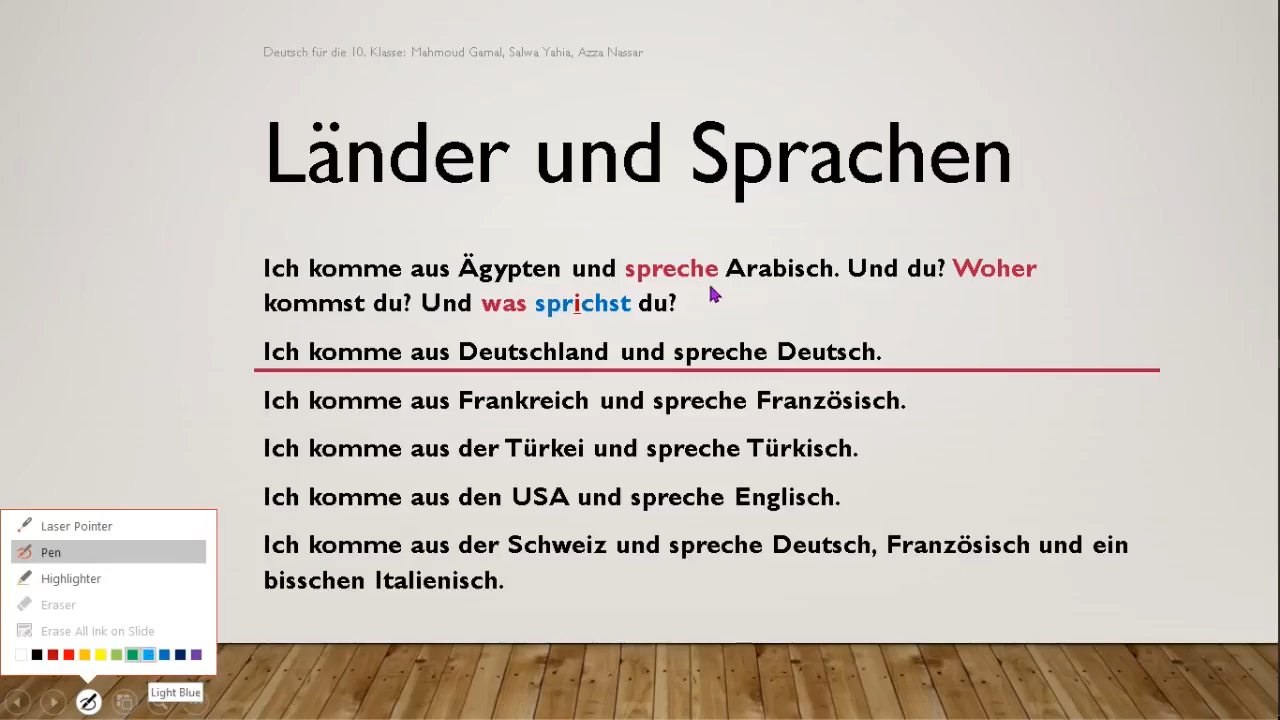 Deutsch für die 10. Klasse: Mahmoud Gamal, Salwa Yahia, Azza Nassar
Länder und Sprachen
Ich komme aus Ägypten und spreche Arabisch. Und du? Woher
kommst du? Und was sprichst du?
Ich komme aus Deutschland und spreche Deutsch.
Ich komme aus Frankreich und spreche Französisch.
Ich komme aus der Türkei und spreche Türkisch.
Ich komme aus den USA und spreche Englisch.
Ich komme aus der Schweiz und spreche Deutsch, Französisch und ein
bisschen Italienisch.
Laser Pointer
Pen
Highlighter
Eraser
Erase All Ink on Slide
Light Blue